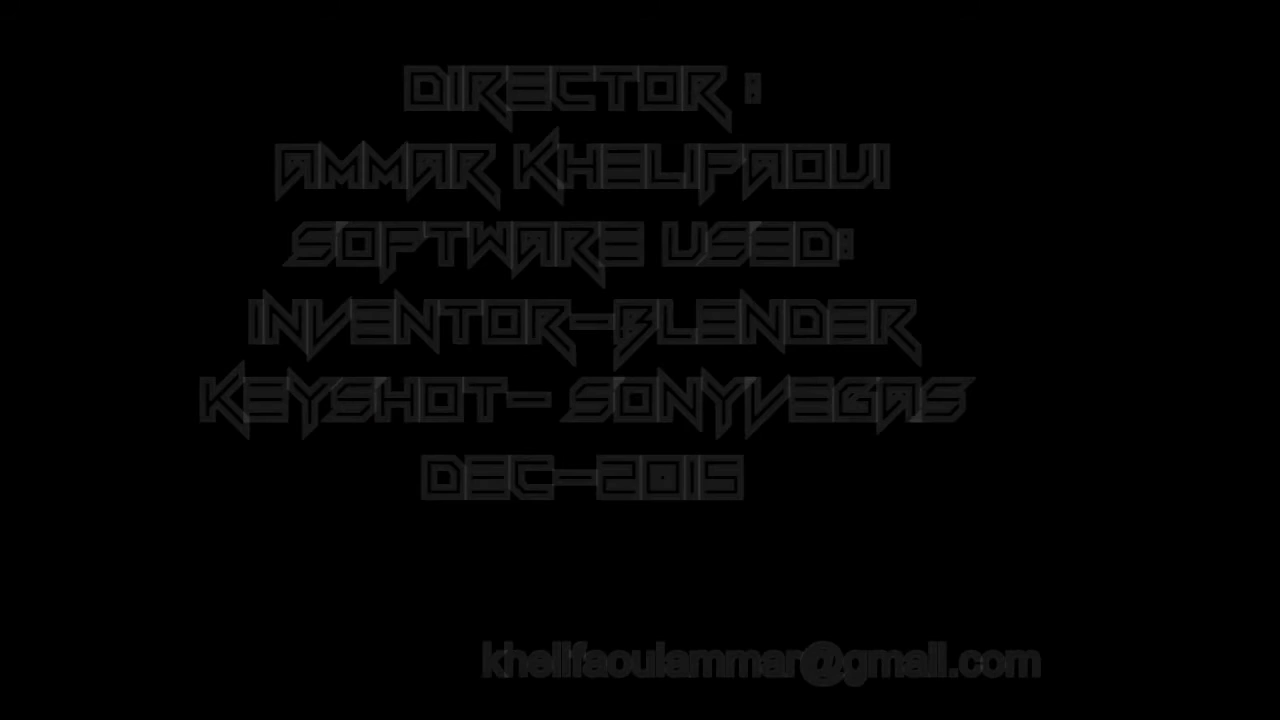 DIRECTOR :
AMMAR KHELIFAOUI
SOFTWARE USED:
INVENTOR-BLENDER
KEYSHOT- SONYVEGAS
DEC-2015
khelifaouiammar@gmail.com